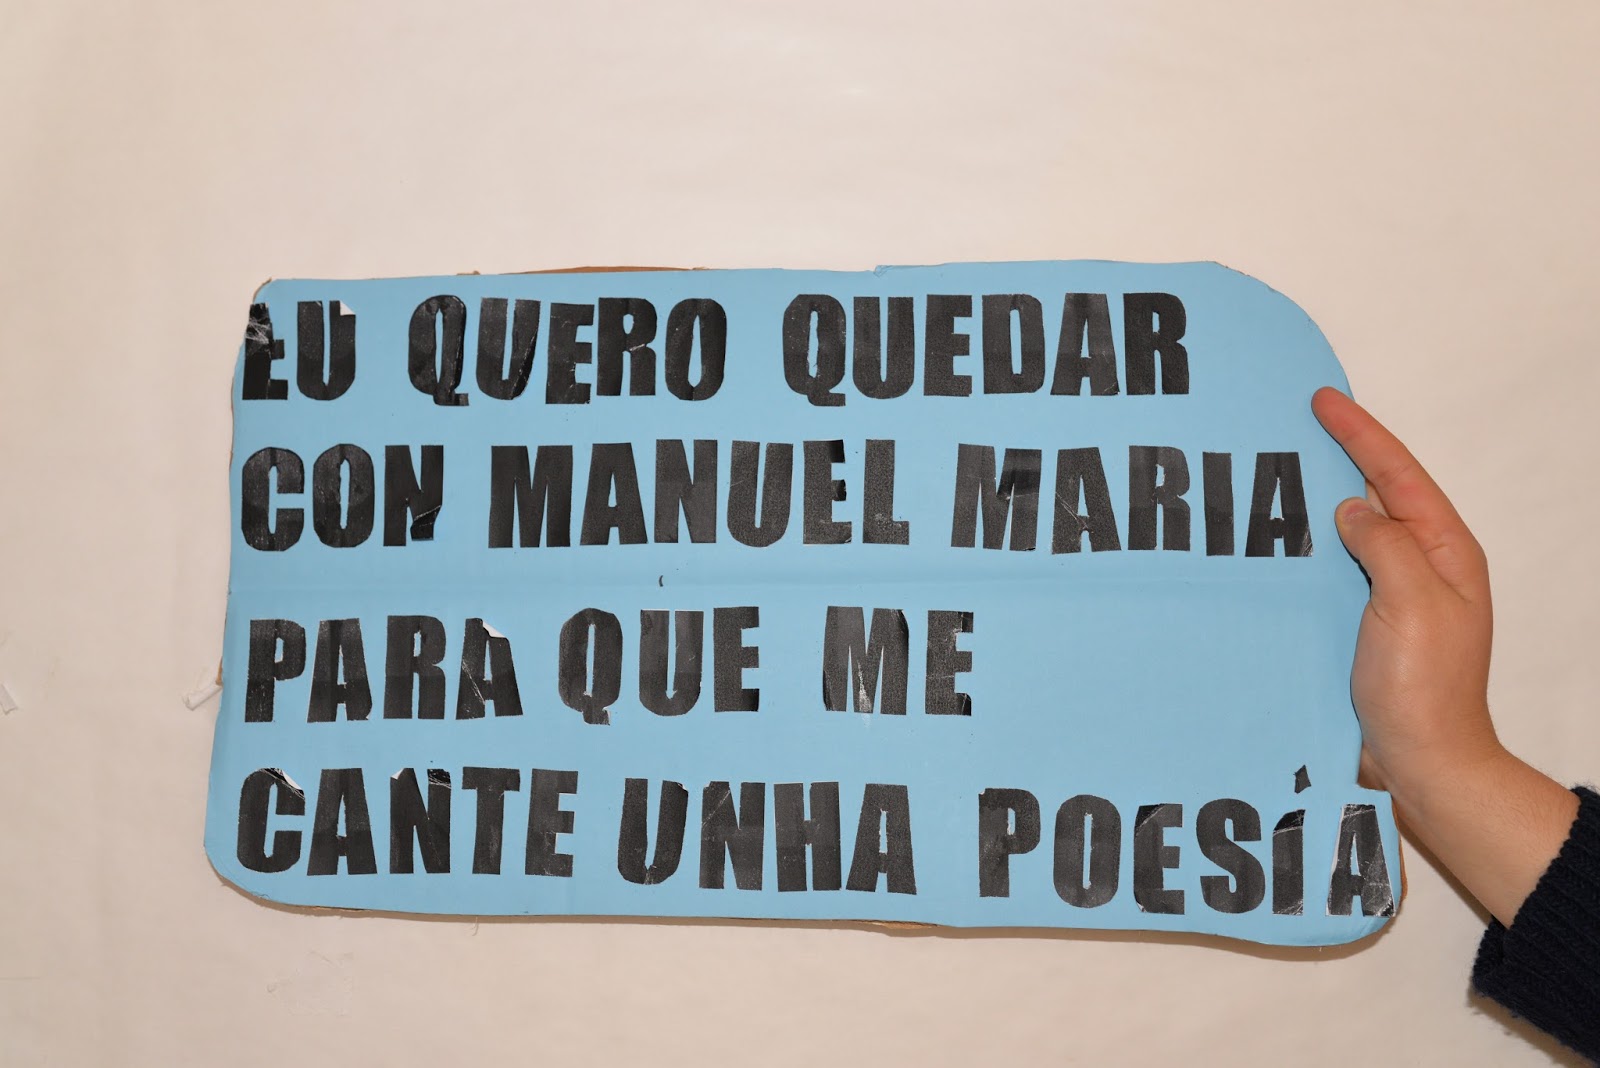 EU QUERO QUEDAR
CON MANUEL MARIA
PARA QUE ME
CANTE UNHA POESÍA